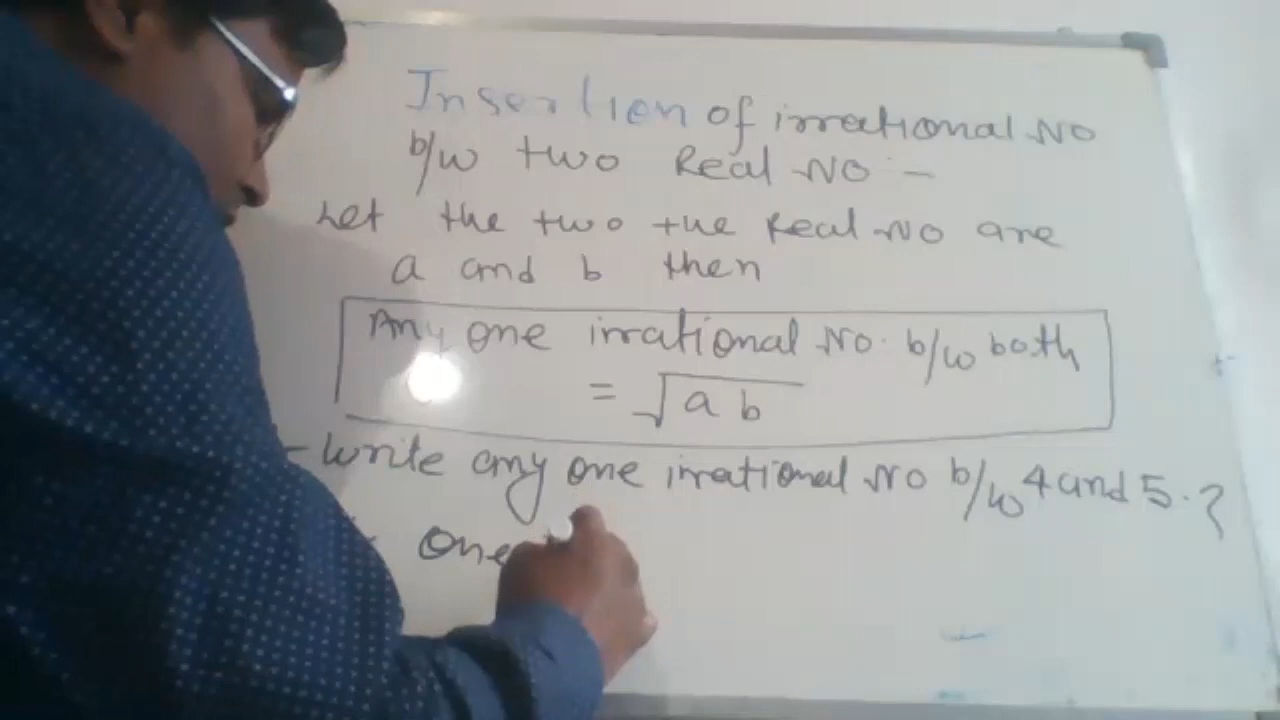 Insertion of irrational NO
b/w two Real NO -
Let the two +ve Real NO are
a and b then
Any one irrational NO. b/w both
= √ab
- Write any one irrational NO b/w 4 and 5. ?
One